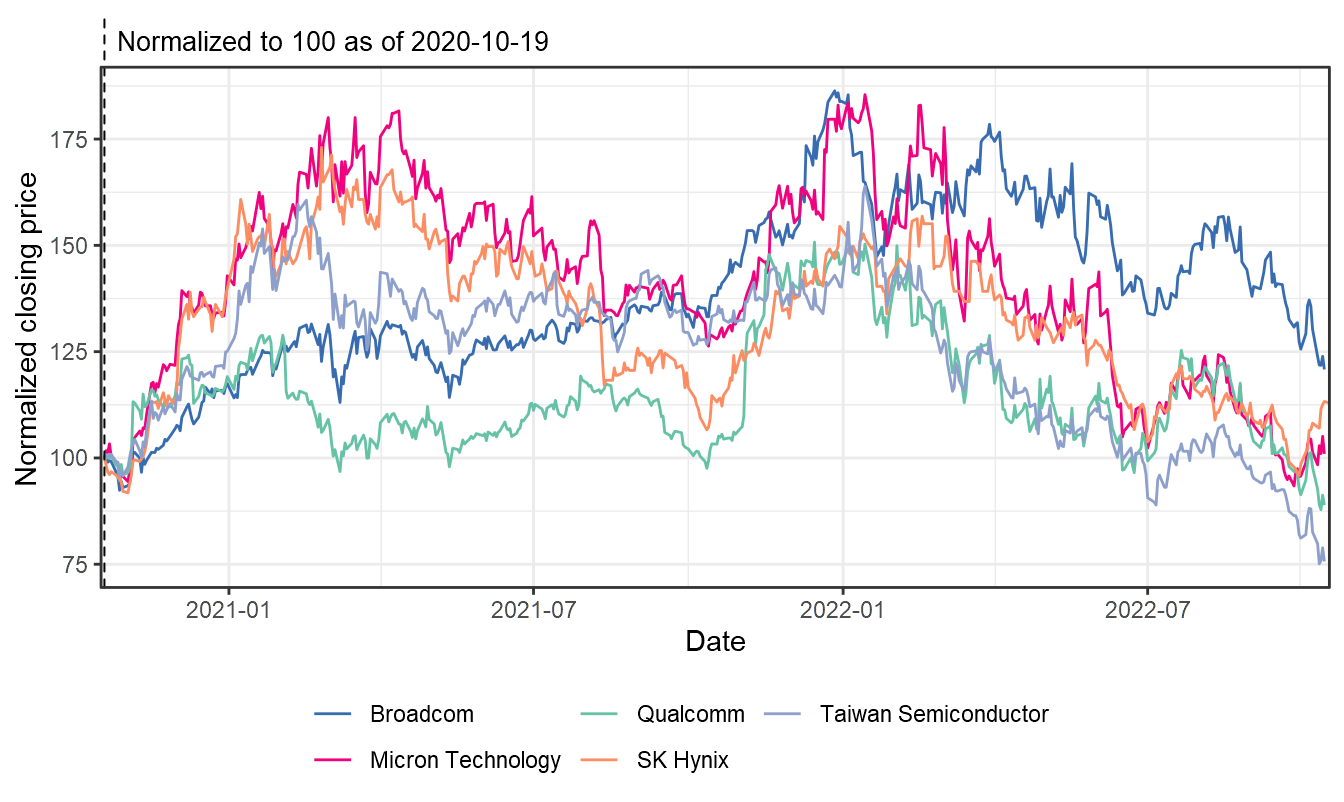 Normalized to 100 as of 2020-10-19
Normalized closing price
175
150
125
100
75
2021-01
2021-07
2022-01
2022-07
Date
Broadcom
Qualcomm
Taiwan Semiconductor
Micron Technology
SK Hynix